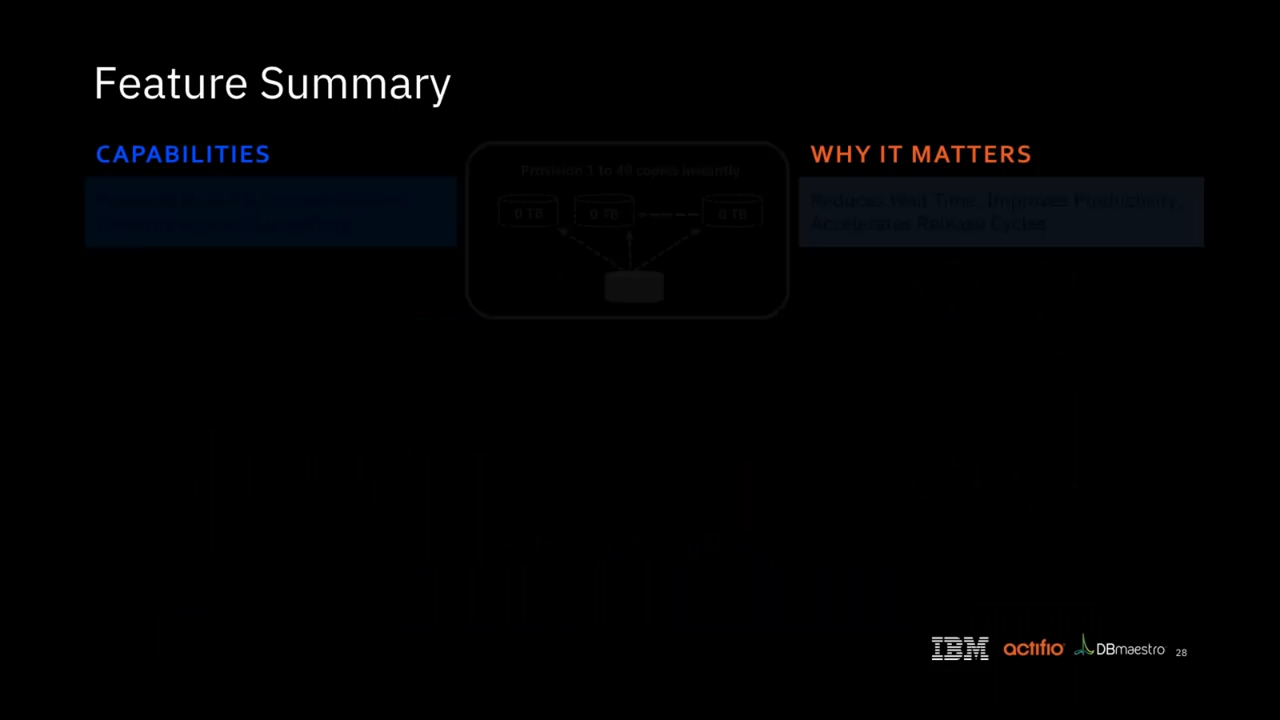 Feature Summary
CAPABILITIES
WHY IT MATTERS
Provision 1 to 40 copies instantly
0 TB 0 TB 0 TB
Reduces Wait Time, Improves Productivity,
Accelerates Release Cycles
IBM actifio DBmaestro 28